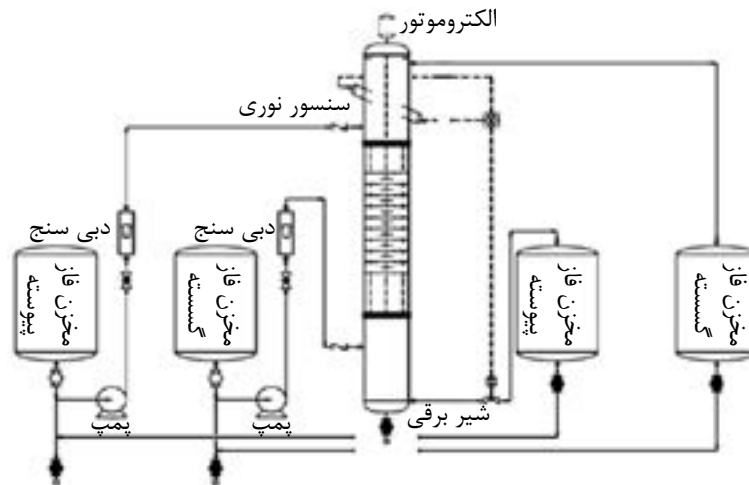 الکتروموتور
سنسور نوری
دبی سنج
دبی سنج
مخزن فاز
پیوسته
مخزن فاز
گسسته
مخزن فاز
پیوسته
مخزن فاز
گسسته
شیر برقی
پمپ
پمپ